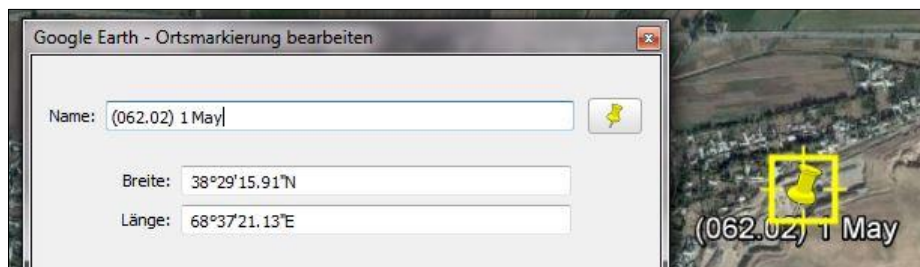 Google Earth - Ortsmarkierung bearbeiten
Name: (062.02) 1 May
Breite: 38°29'15.91"N
Länge: 68°37'21.13"E
(062.02) 1 May